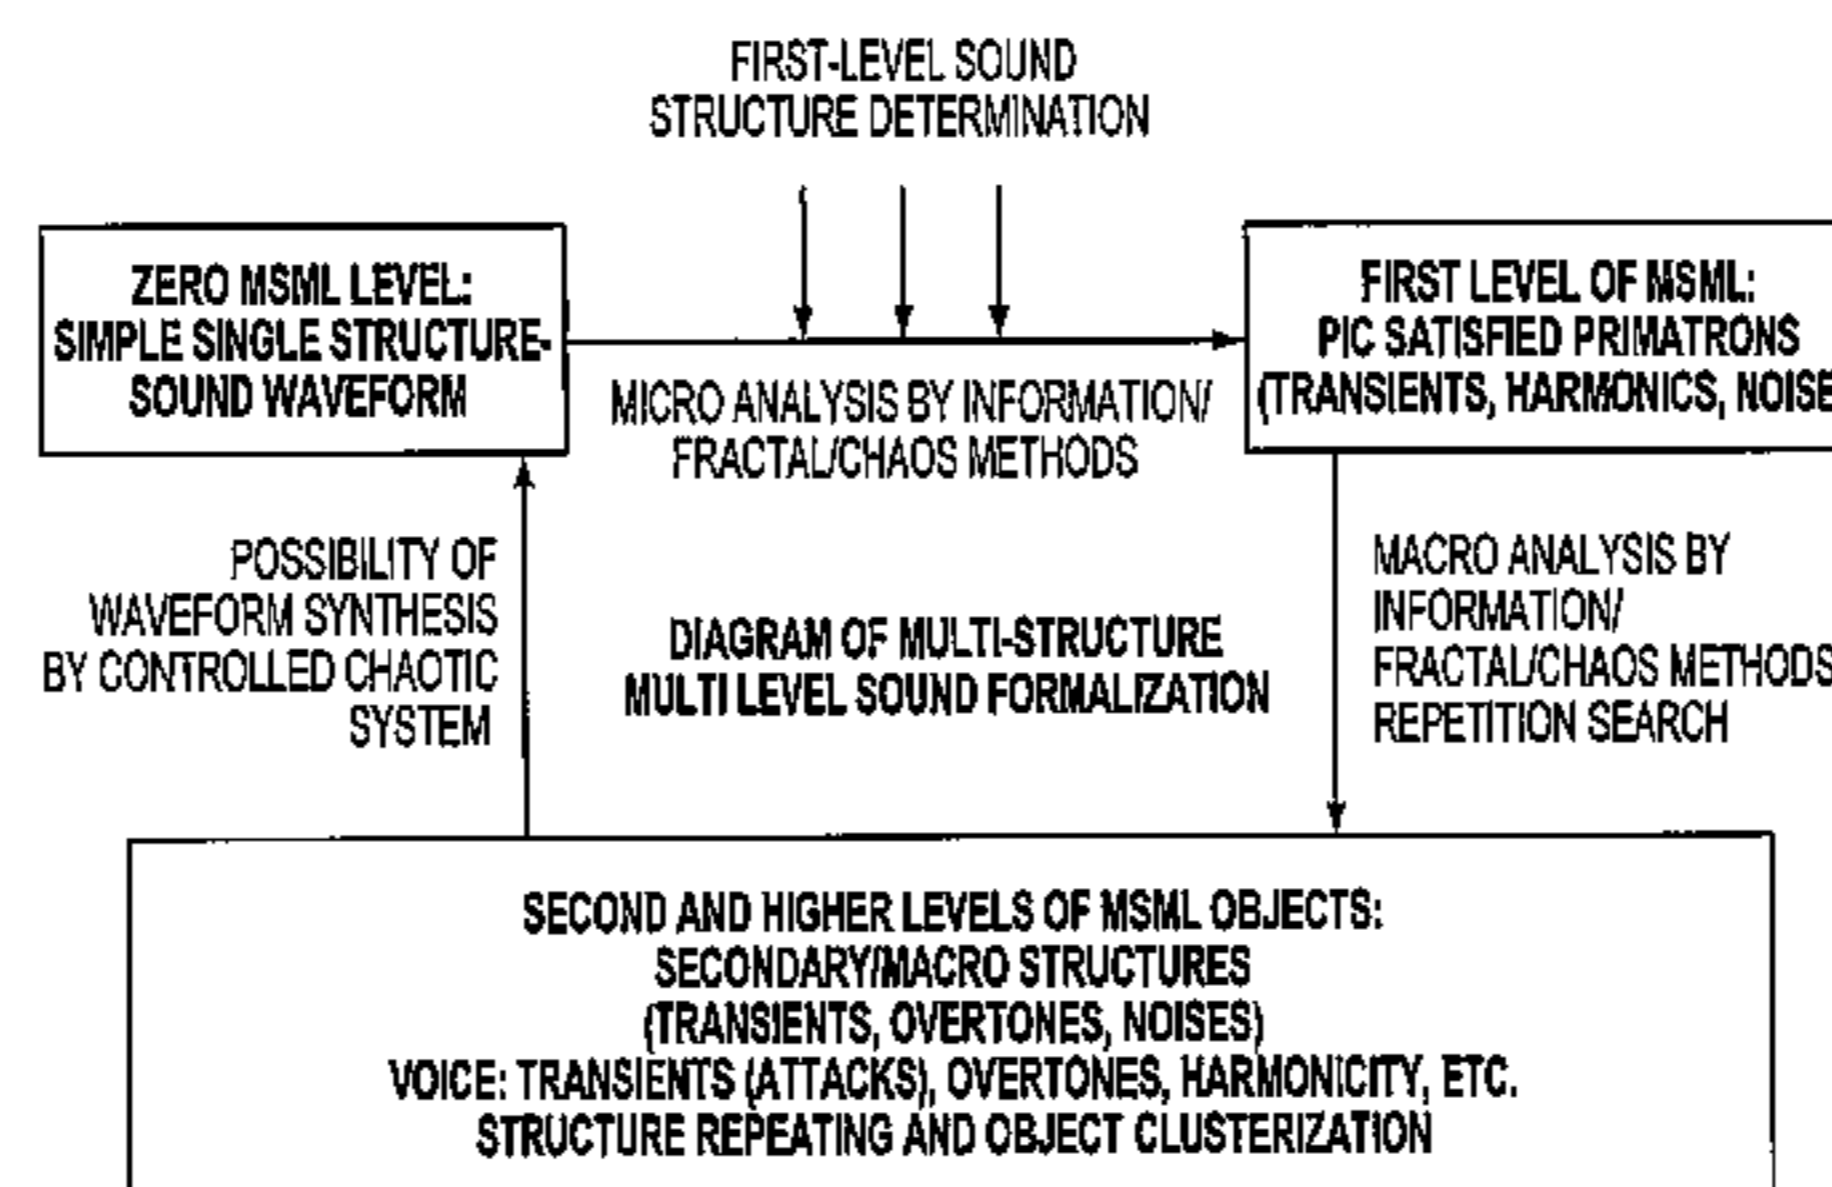 FIRST-LEVEL SOUND
STRUCTURE DETERMINATION
ZERO MSML LEVEL:
SIMPLE SINGLE STRUCTURE-
SOUND WAVEFORM
MICRO ANALYSIS BY INFORMATION/
FRACTAL/CHAOS METHODS
FIRST LEVEL OF MSML:
PIC SATISFIED PRIMATRONS
(TRANSIENTS, HARMONICS, NOISE
POSSIBILITY OF
WAVEFORM SYNTHESIS
BY CONTROLLED CHAOTIC
SYSTEM
DIAGRAM OF MULTI-STRUCTURE
MULTI LEVEL SOUND FORMALIZATION
MACRO ANALYSIS BY
INFORMATION/
FRACTAL/CHAOS METHODS
REPETITION SEARCH
SECOND AND HIGHER LEVELS OF MSML OBJECTS:
SECONDARY/MACRO STRUCTURES
(TRANSIENTS, OVERTONES, NOISES)
VOICE: TRANSIENTS (ATTACKS), OVERTONES, HARMONICITY, ETC.
STRUCTURE REPEATING AND OBJECT CLUSTERIZATION